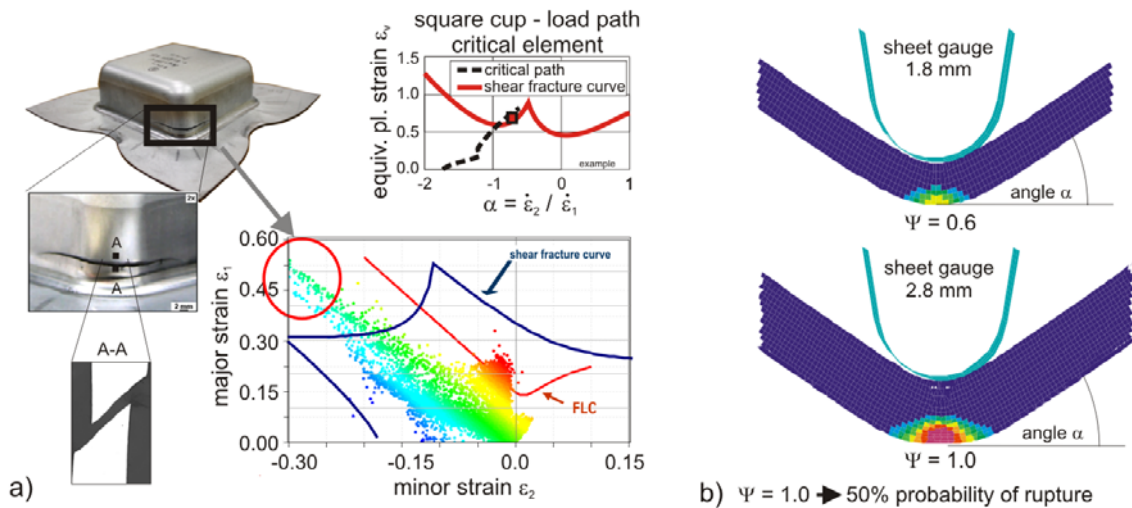 square cup - load path
critical element
equiv. pl. strain εv
1.5
1.0
0.5
0.0
critical path
shear fracture curve
example
-2
-1
0
1
α = ε̇2 / ε̇1
2x
A
A
2 mm
A-A
major strain ε1
0.60
0.45
0.30
0.15
0.00
shear fracture curve
FLC
-0.30
-0.15
0.0
0.15
minor strain ε2
a)
sheet gauge
1.8 mm
angle α
Ψ = 0.6
sheet gauge
2.8 mm
angle α
Ψ = 1.0
b) Ψ = 1.0 → 50% probability of rupture